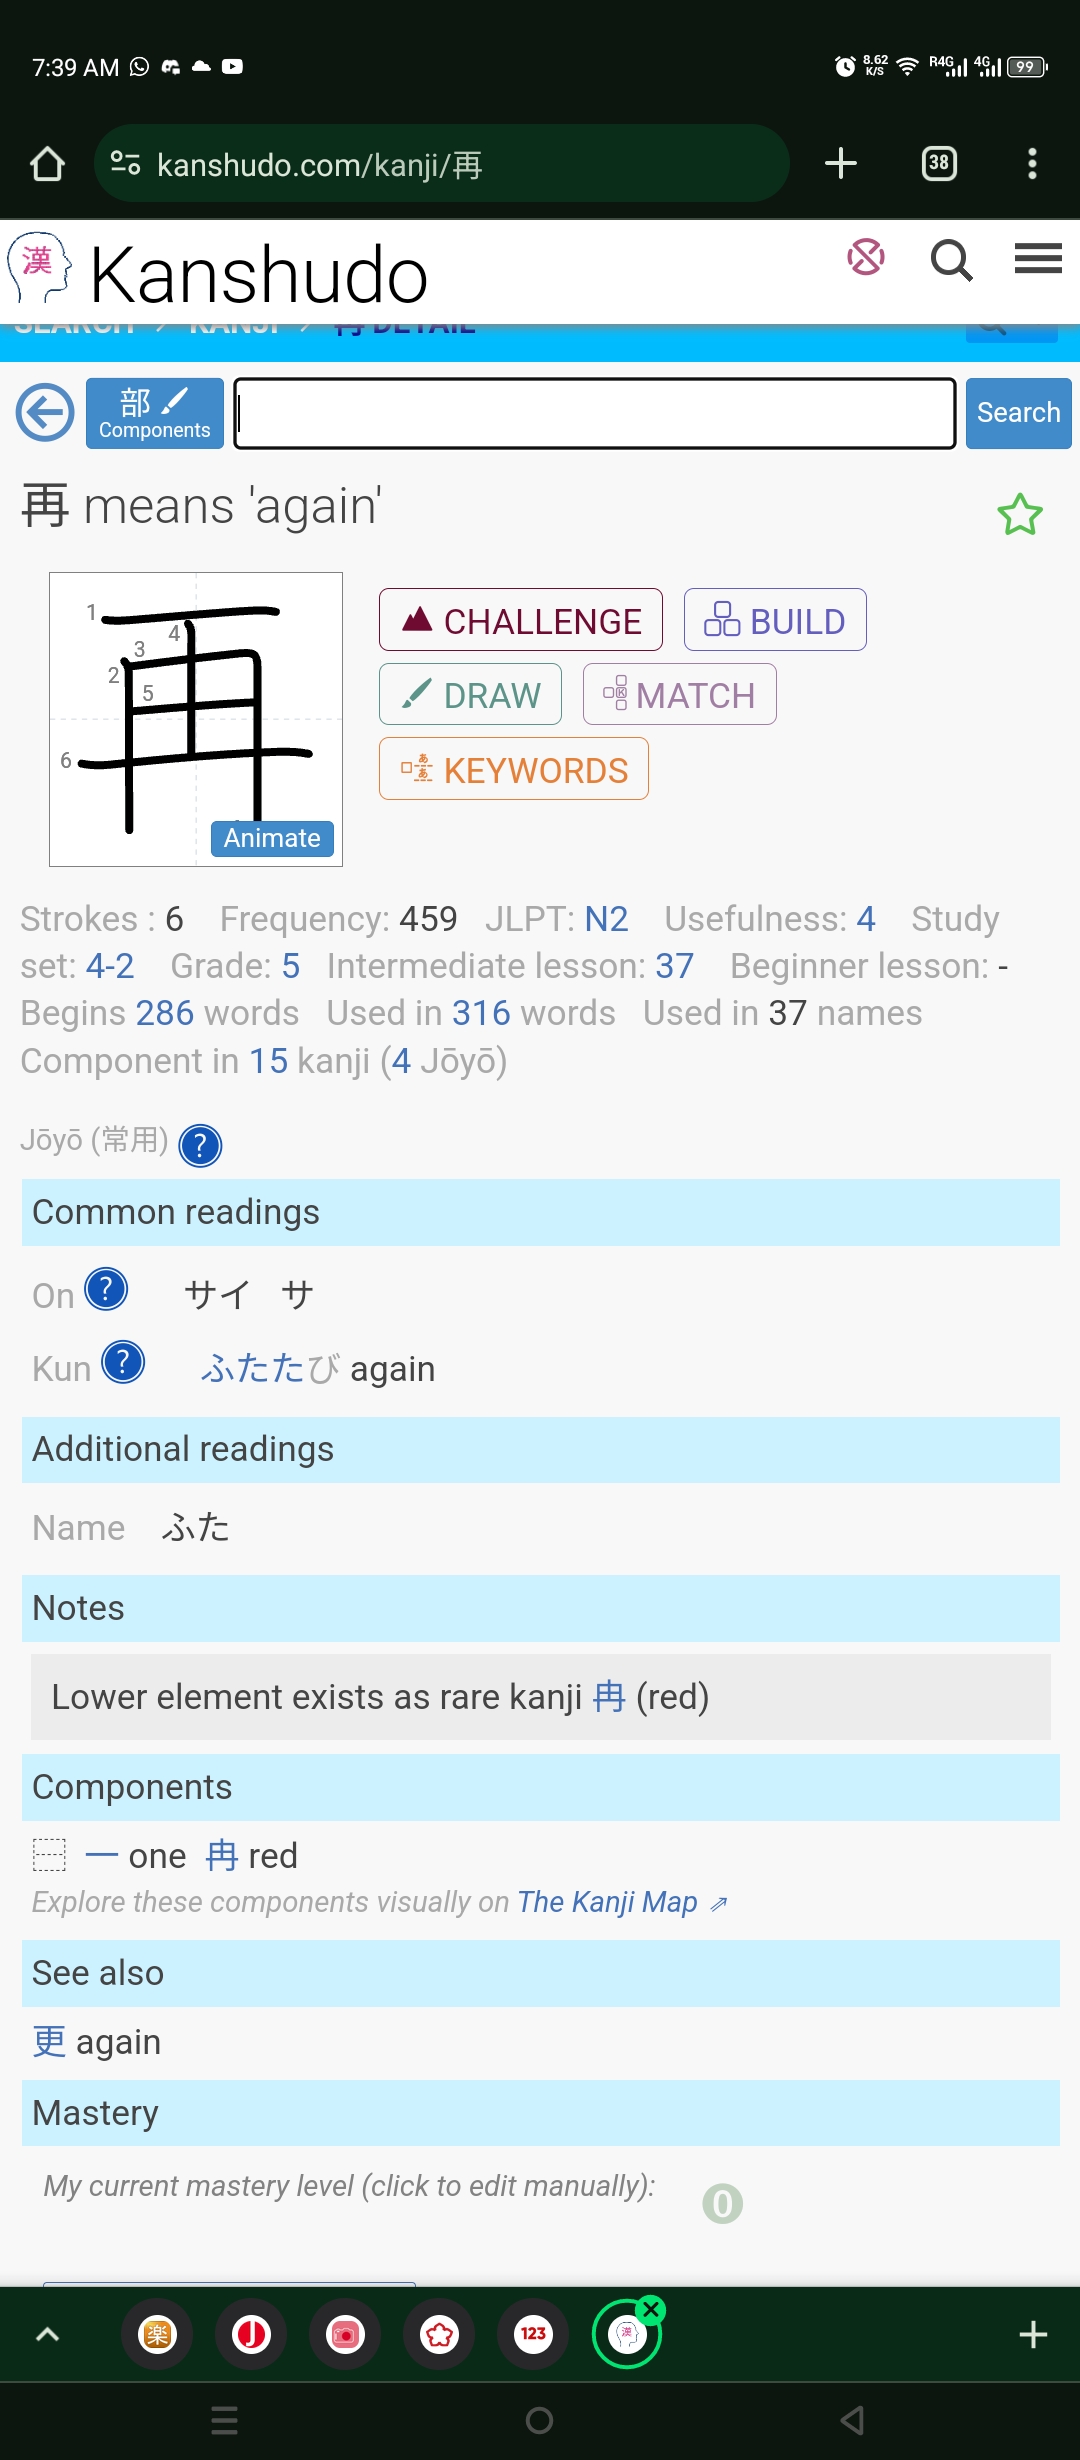 7:39 AM 8.62 K/S R4G 4G 99
kanshudo.com/kanji/再 38
漢 Kanshudo
SEARCH > KANJI > 再 DETAIL
部
Components
Search
再 means 'again'
1
4
3
2
5
6
Animate
CHALLENGE BUILD
DRAW MATCH
KEYWORDS
Strokes : 6 Frequency: 459 JLPT: N2 Usefulness: 4 Study
set: 4-2 Grade: 5 Intermediate lesson: 37 Beginner lesson: -
Begins 286 words Used in 316 words Used in 37 names
Component in 15 kanji (4 Jōyō)
Jōyō (常用) ?
Common readings
On ? サイ サ
Kun ? ふたたび again
Additional readings
Name ふた
Notes
Lower element exists as rare kanji 冉 (red)
Components
一 one 冉 red
Explore these components visually on The Kanji Map ⇗
See also
更 again
Mastery
My current mastery level (click to edit manually): 0
楽 J 123 漢